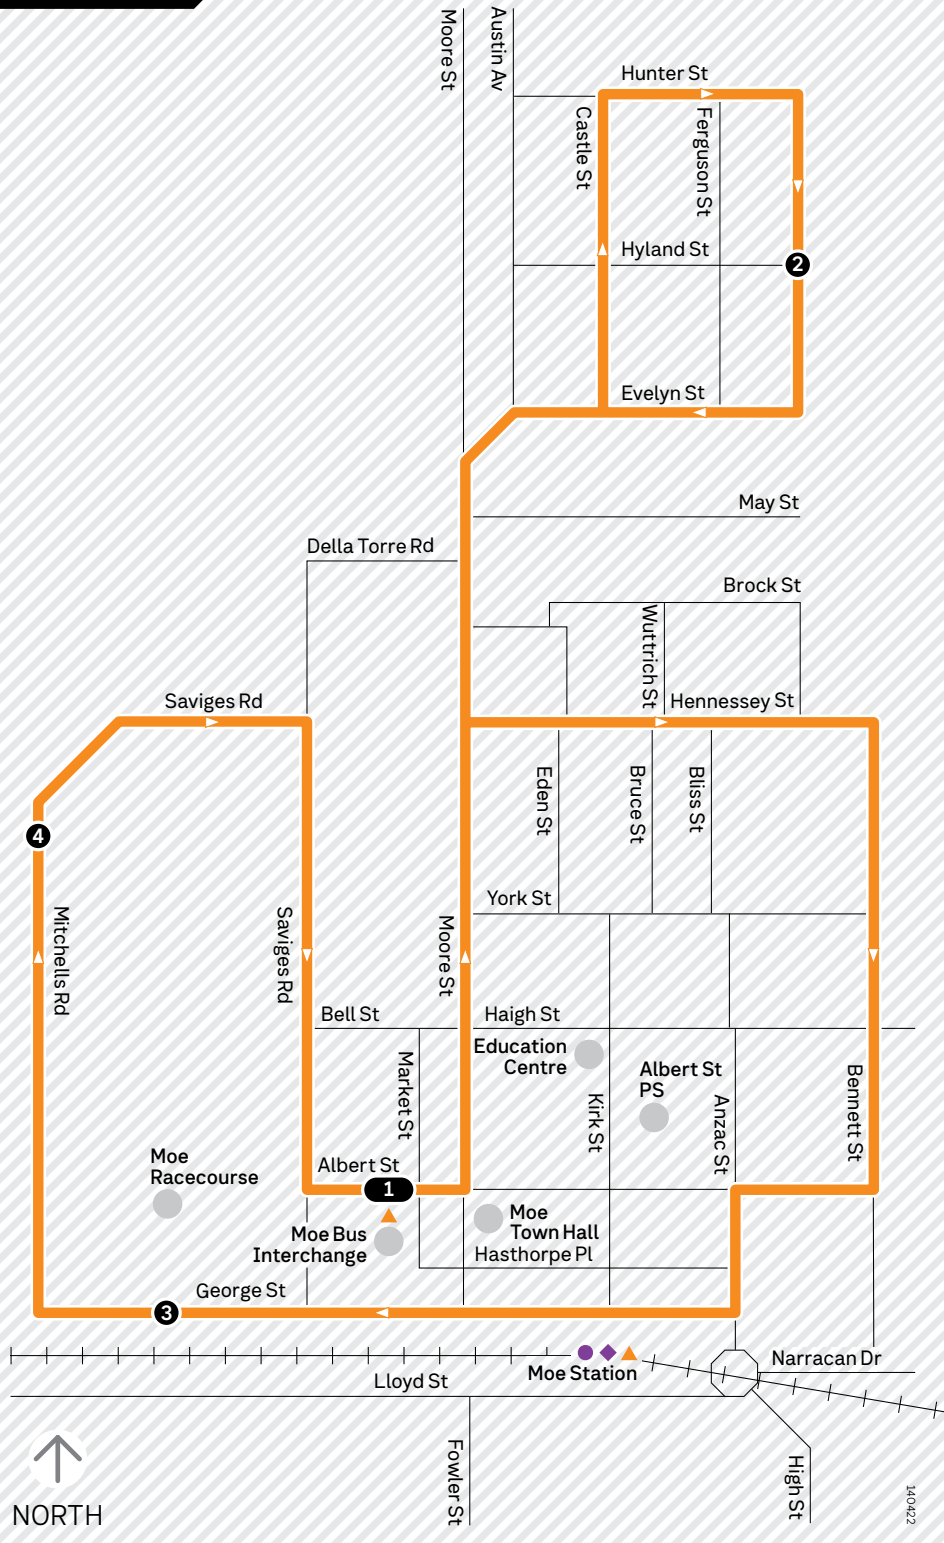 Moore St
Austin Av
Hunter St
Castle St
Ferguson St
Hyland St
2
Evelyn St
May St
Della Torre Rd
Brock St
Wuttrich St
Saviges Rd
Hennessey St
Eden St
Bruce St
Bliss St
4
York St
Mitchells Rd
Saviges Rd
Moore St
Bell St
Haigh St
Education
Centre
Market St
Kirk St
Albert St
PS
Anzac St
Bennett St
Moe
Racecourse
Albert St
1
Moe
Town Hall
Moe Bus
Interchange
Hasthorpe Pl
George St
3
Narraca​n Dr
Moe Station
Lloyd St
Fowler St
High St
NORTH
140422